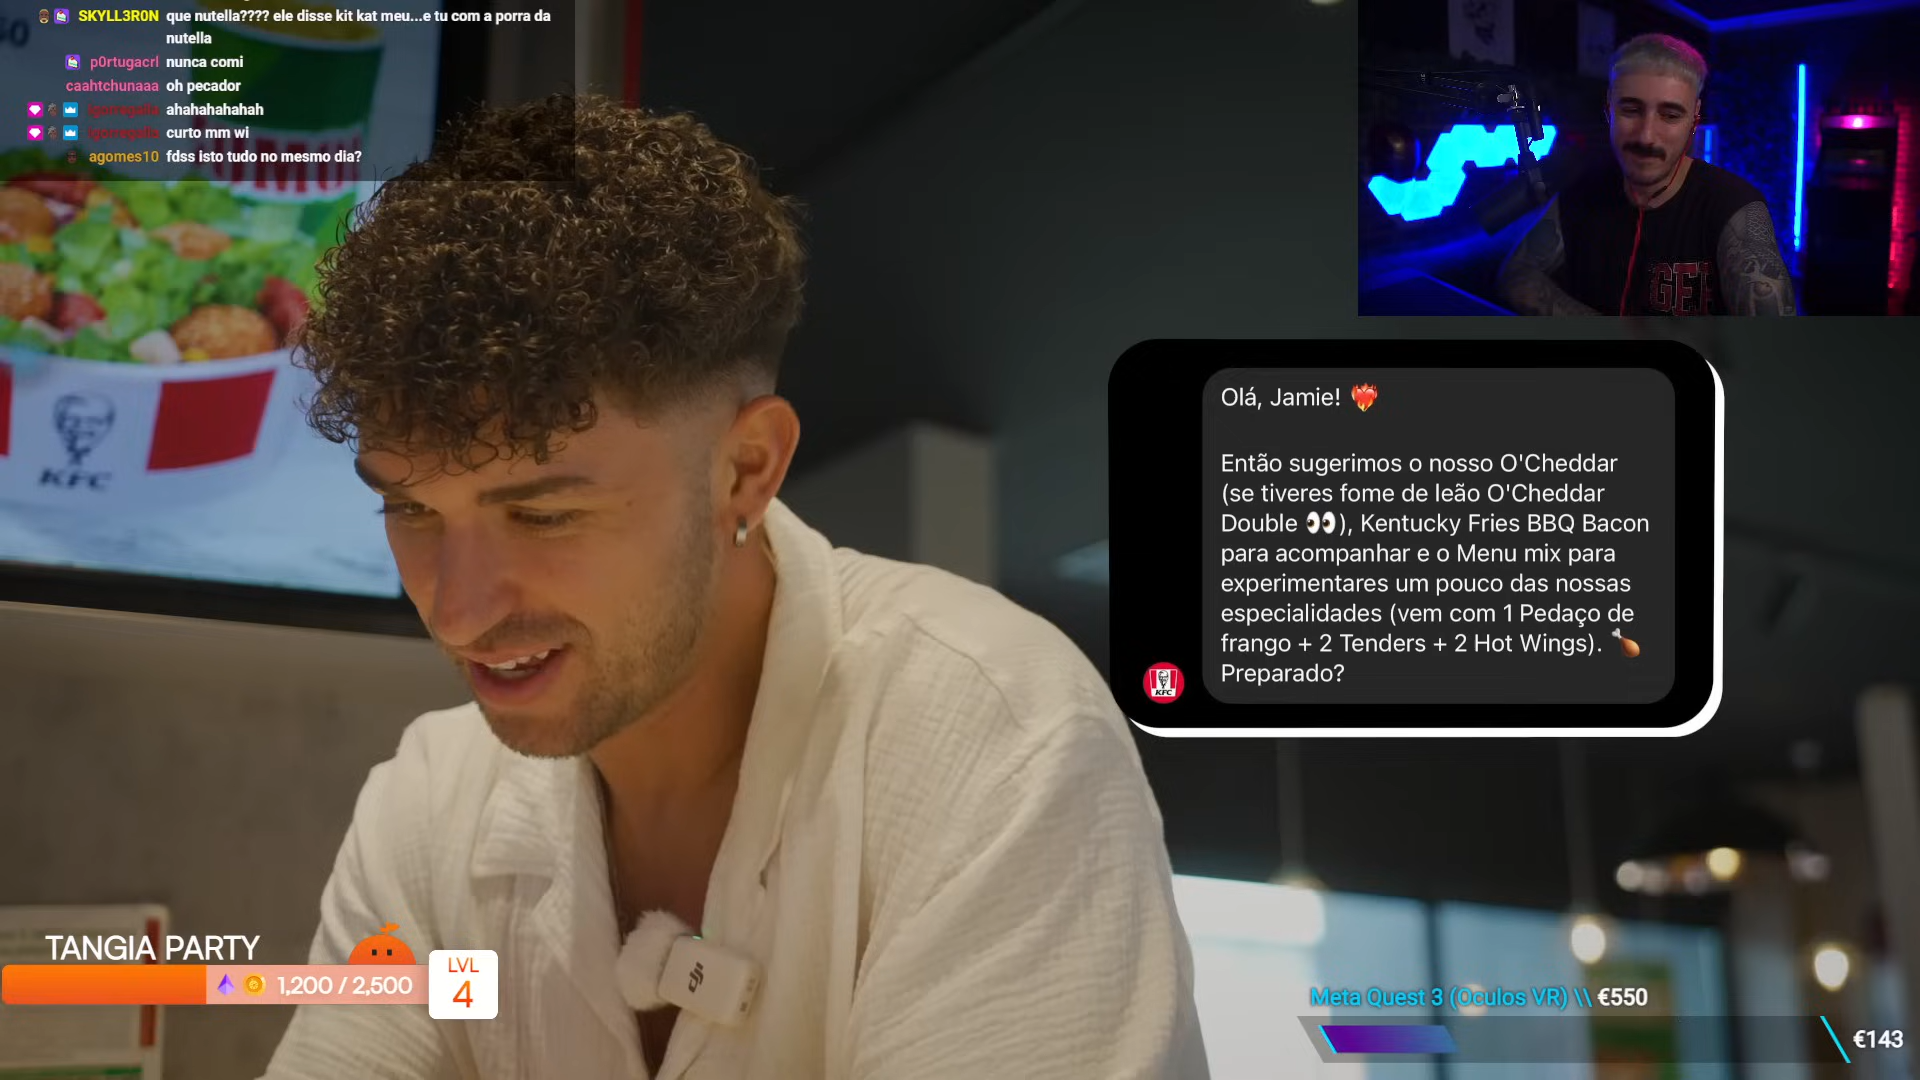 SKYLL3R0N que nutella???? ele disse kit kat meu...e tu com a porra da
nutella
p0rtugacrl nunca comi
caahtchunaaa oh pecador
ahahahahahah
curto mm wi
agomes10 fdss isto tudo no mesmo dia?
KFC
GET
Olá, Jamie! ❤️‍🔥
Então sugerimos o nosso O'Cheddar
(se tiveres fome de leão O'Cheddar
Double 👀), Kentucky Fries BBQ Bacon
para acompanhar e o Menu mix para
experimentares um pouco das nossas
especialidades (vem com 1 Pedaço de
frango + 2 Tenders + 2 Hot Wings). 🍗
Preparado?
KFC
dji
TANGIA PARTY
1,200 / 2,500
LVL
4
Meta Quest 3 (Oculos VR) \\ €550
€143